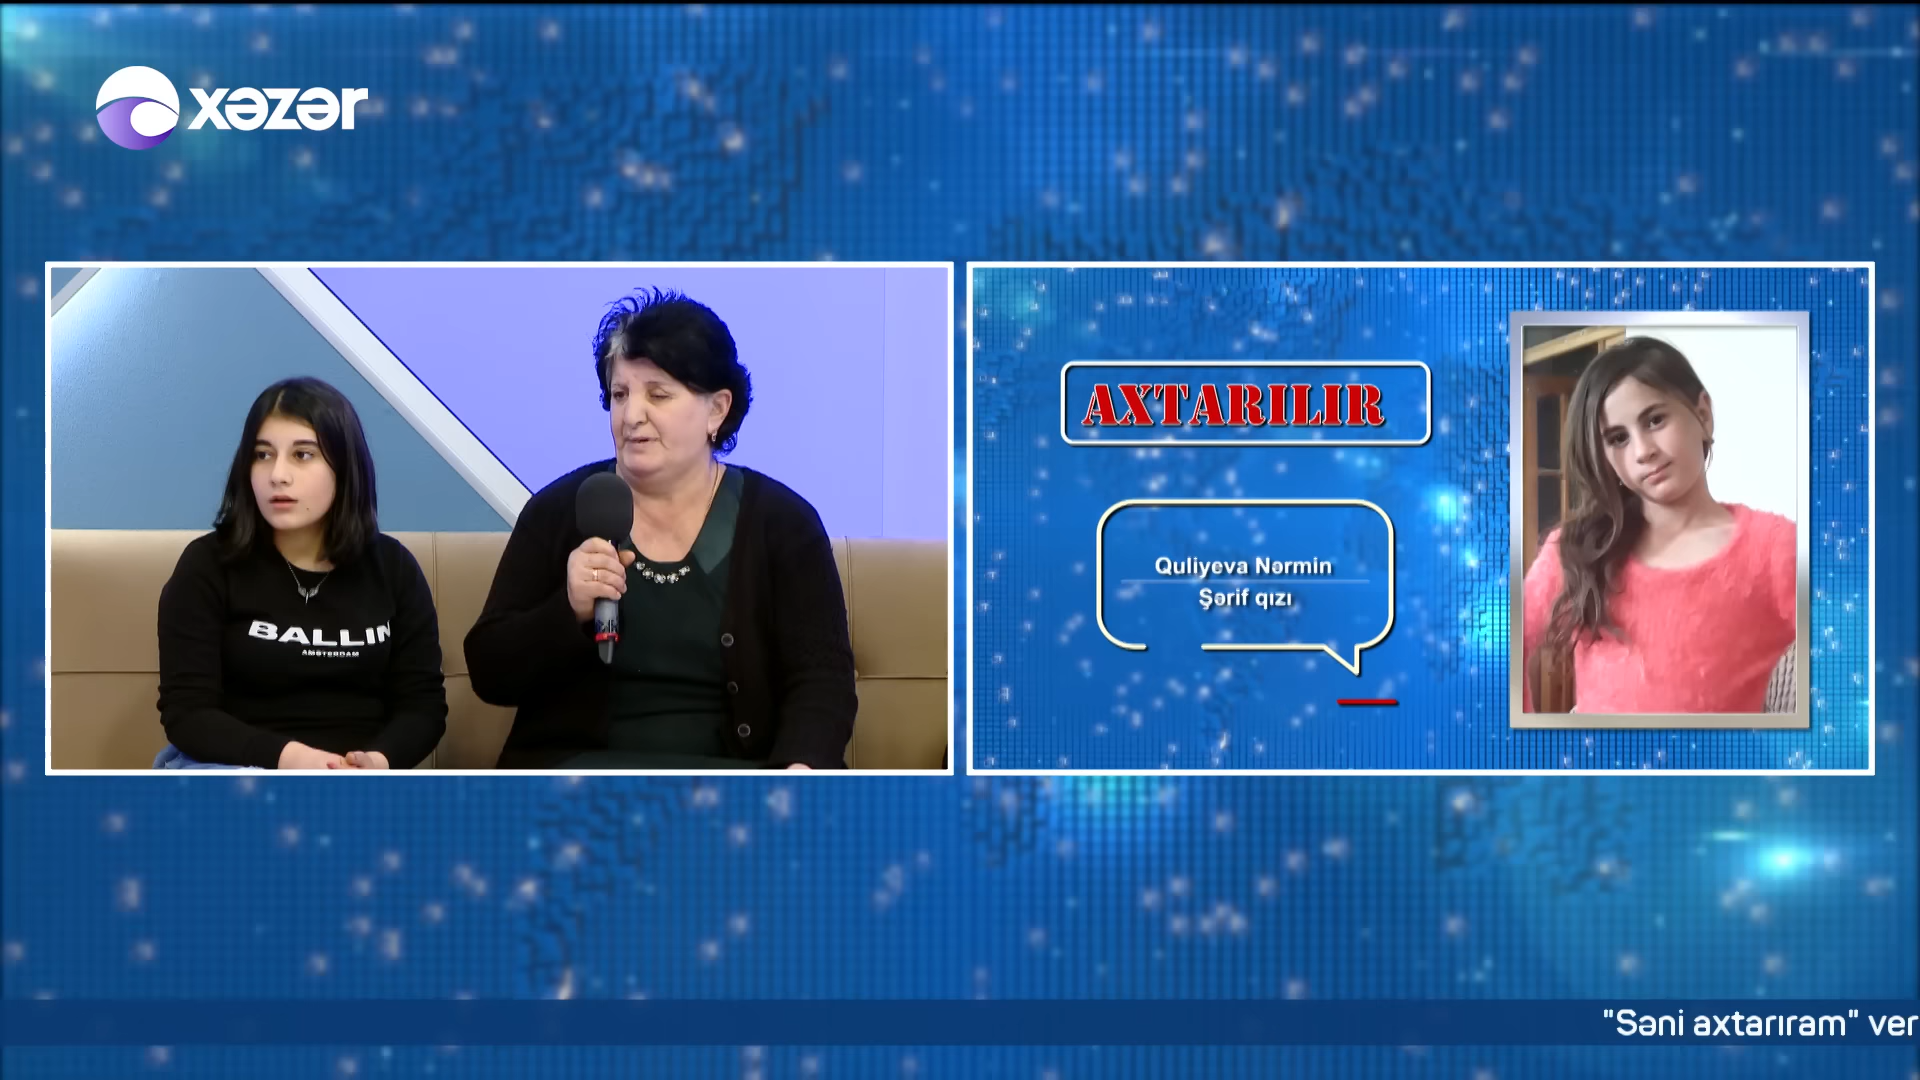 xəzər
BALLIN
AMSTERDAM
AXTARILIR
Quliyeva Nərmin
Şərif qızı
"Səni axtarıram" ver